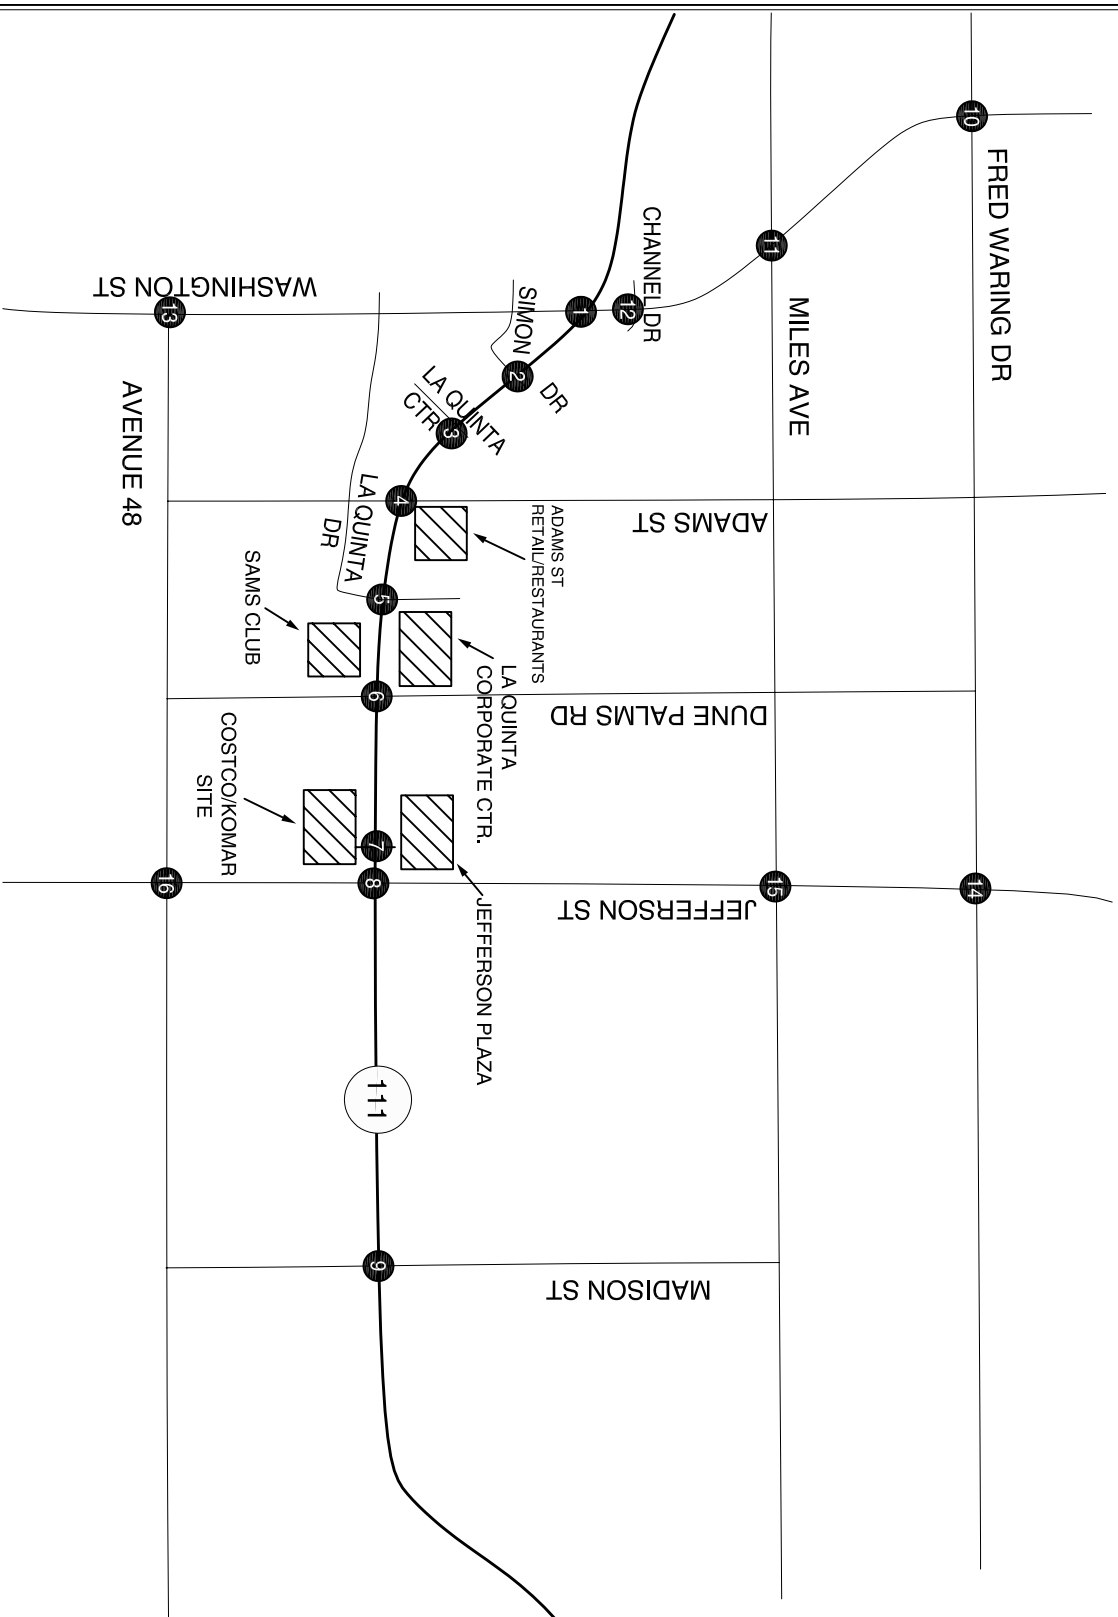 FRED WARING DR
MILES AVE
CHANNEL DR
SIMON
DR
LA QUINTA
CTR
LA QUINTA
DR
AVENUE 48
WASHINGTON ST
ADAMS ST
DUNE PALMS RD
JEFFERSON ST
MADISON ST
ADAMS ST
RETAIL/RESTAURANTS
LA QUINTA
CORPORATE CTR.
SAMS CLUB
COSTCO/KOMAR
SITE
JEFFERSON PLAZA
111
1
2
3
4
5
6
7
8
9
10
11
12
13
14
15
16